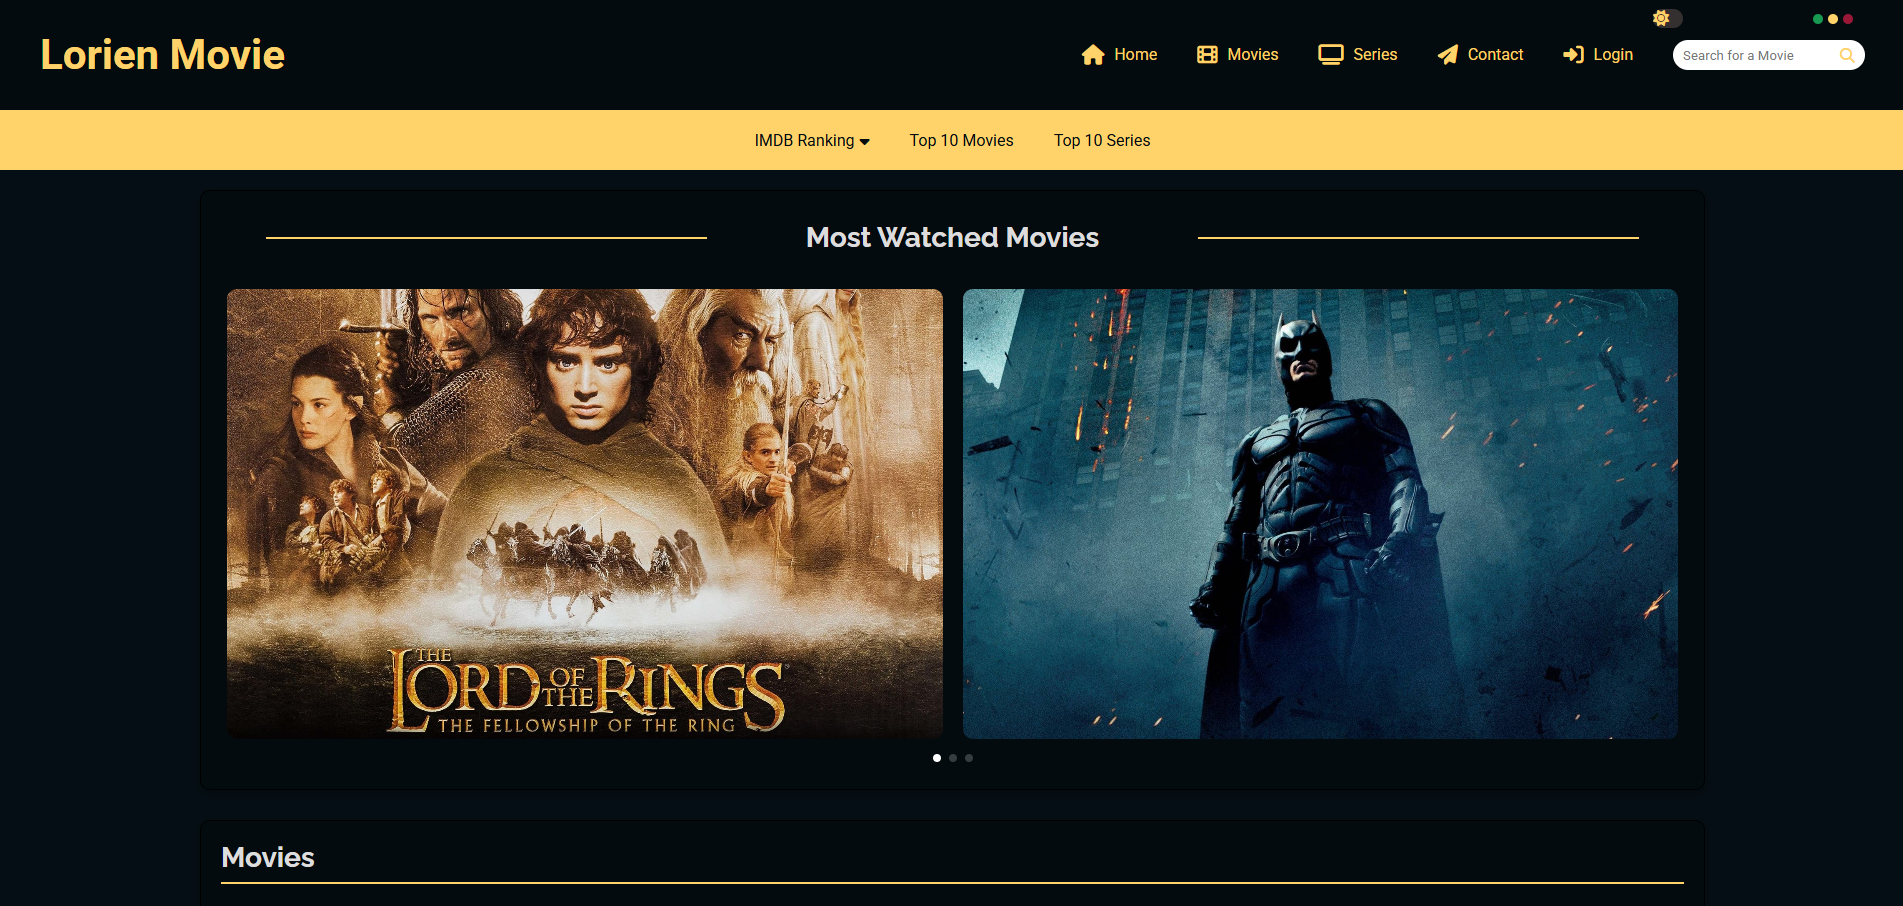 Lorien Movie
Home Movies Series Contact Login Search for a Movie
IMDB Ranking Top 10 Movies Top 10 Series
Most Watched Movies
THE
LORD OF THE RINGS
THE FELLOWSHIP OF THE RING
Movies